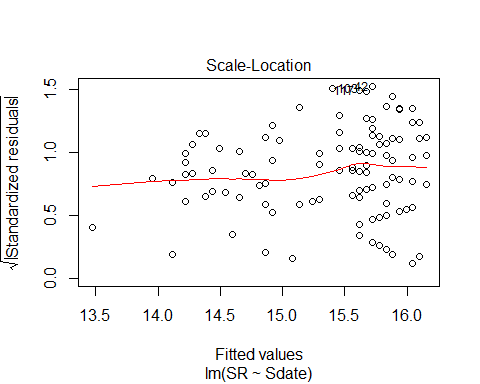 Scale-Location
√|Standardized residuals|
1.5
1.0
0.5
0.0
13.5 14.0 14.5 15.0 15.5 16.0
Fitted values
lm(SR ~ Sdate)